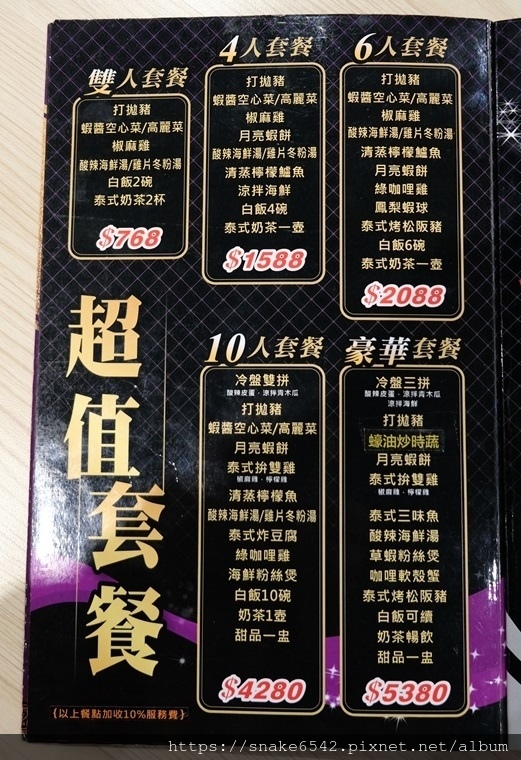 雙人套餐
打拋豬
蝦醬空心菜/高麗菜
椒麻雞
酸辣海鮮湯/雞片冬粉湯
白飯2碗
泰式奶茶2杯
$768
4人套餐
打拋豬
蝦醬空心菜/高麗菜
椒麻雞
月亮蝦餅
酸辣海鮮湯/雞片冬粉湯
清蒸檸檬鱸魚
涼拌海鮮
白飯4碗
泰式奶茶一壺
$1588
6人套餐
打拋豬
蝦醬空心菜/高麗菜
椒麻雞
酸辣海鮮湯/雞片冬粉湯
清蒸檸檬鱸魚
月亮蝦餅
綠咖哩雞
鳳梨蝦球
泰式烤松阪豬
白飯6碗
泰式奶茶一壺
$2088
超值套餐
10人套餐
冷盤雙拼
酸辣皮蛋．涼拌青木瓜
打拋豬
蝦醬空心菜/高麗菜
月亮蝦餅
泰式拚雙雞
椒麻雞．檸檬雞
清蒸檸檬魚
酸辣海鮮湯/雞片冬粉湯
泰式炸豆腐
綠咖哩雞
海鮮粉絲煲
白飯10碗
奶茶1壺
甜品一盅
$4280
豪華套餐
冷盤三拼
酸辣皮蛋．涼拌青木瓜
涼拌海鮮
打拋豬
蠔油炒時蔬
月亮蝦餅
泰式拚雙雞
椒麻雞．檸檬雞
泰式三味魚
酸辣海鮮湯
草蝦粉絲煲
咖哩軟殼蟹
泰式烤松阪豬
白飯可續
奶茶暢飲
甜品一盅
$5380
{以上餐點加收10%服務費}
https://snake6542.pixnet.net/album